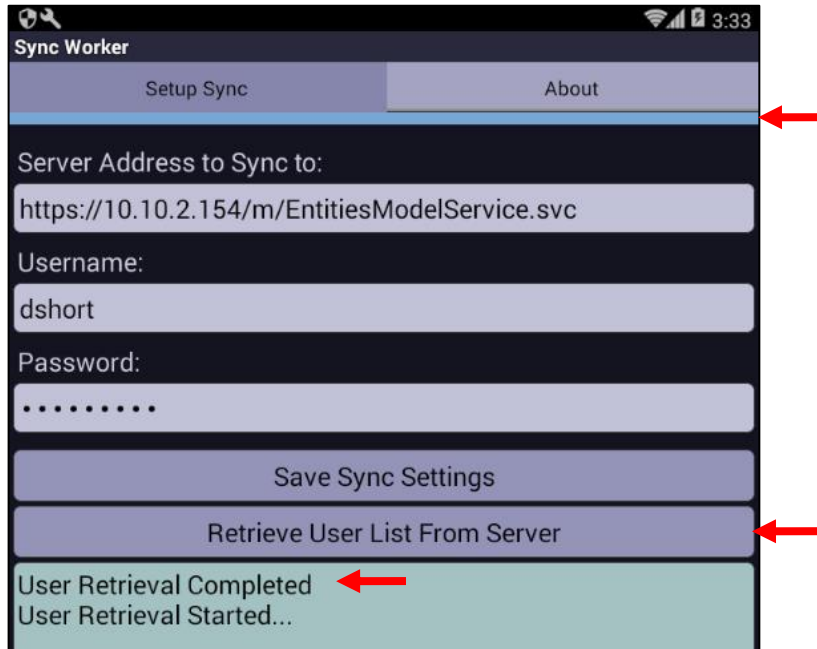 3:33
Sync Worker
Setup Sync About
Server Address to Sync to:
https://10.10.2.154/m/EntitiesModelService.svc
Username:
dshort
Password:
•••••••••
Save Sync Settings
Retrieve User List From Server
User Retrieval Completed
User Retrieval Started...